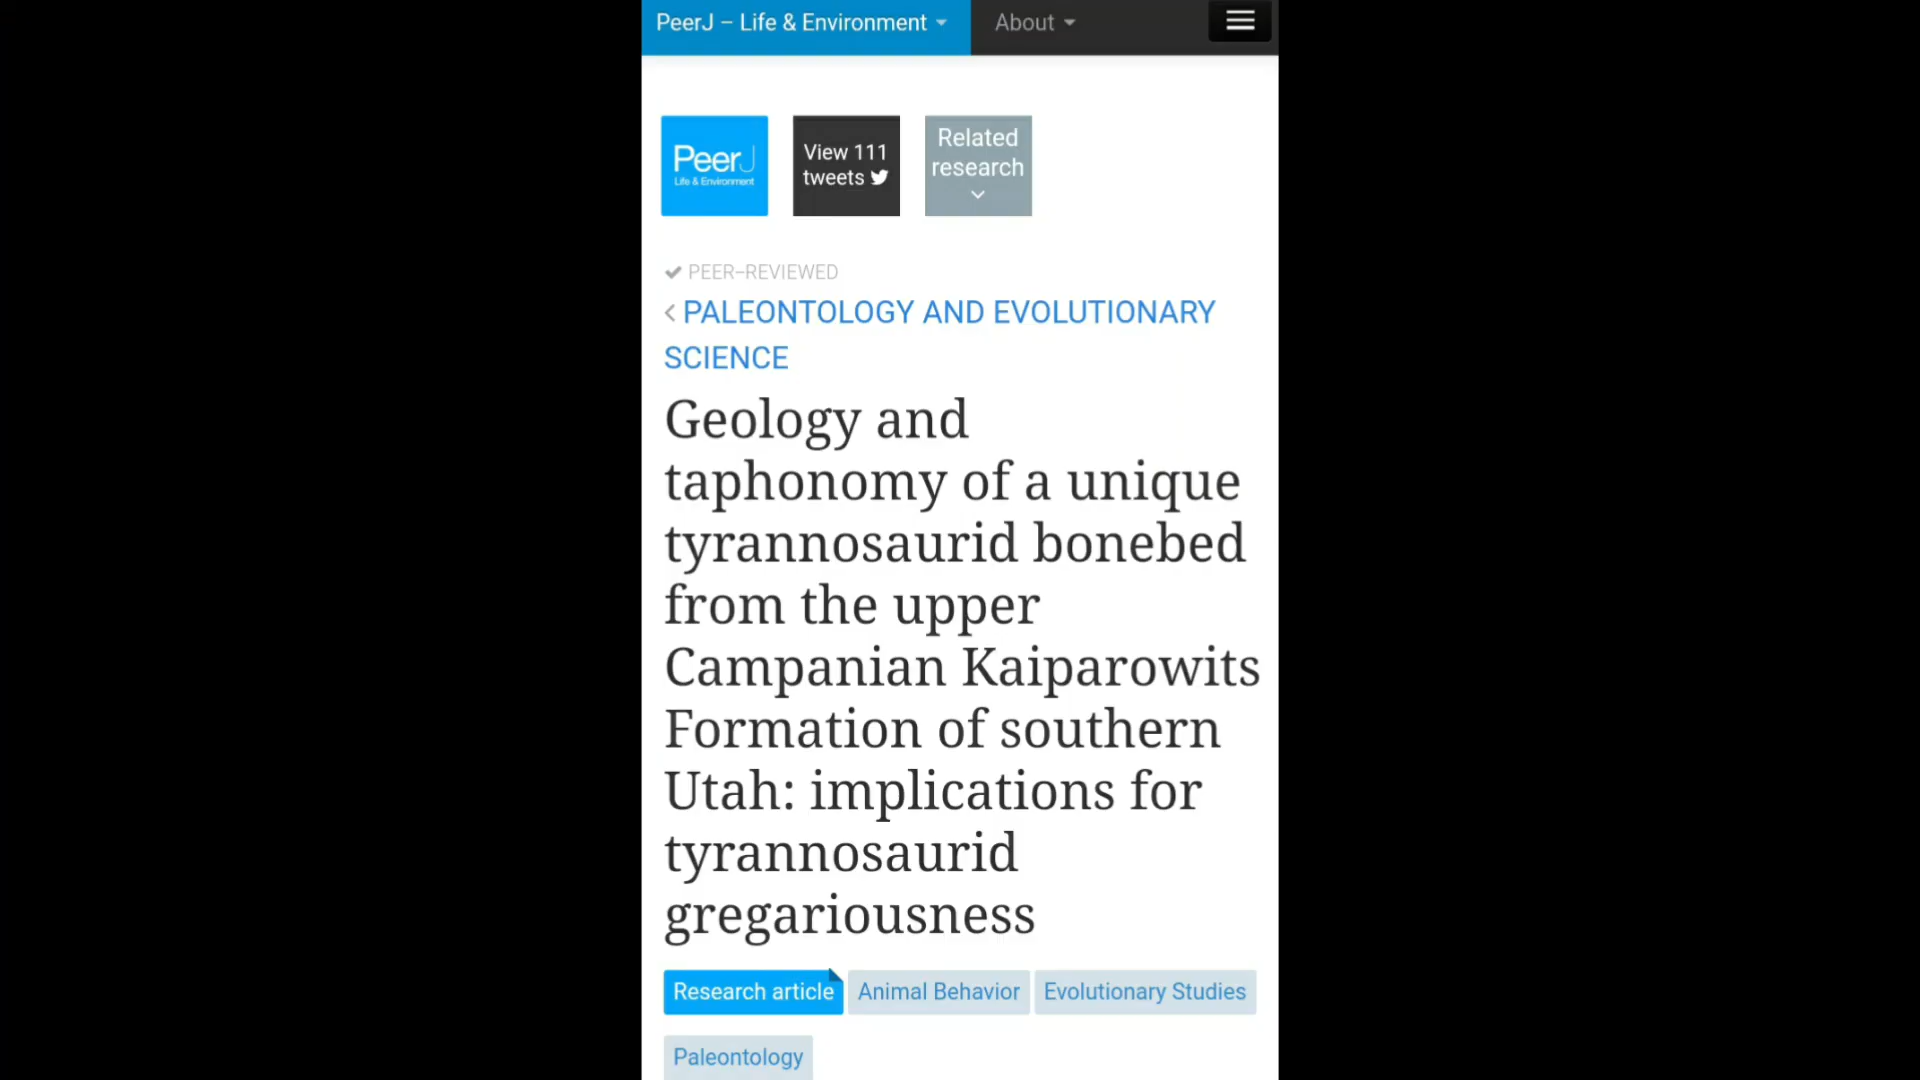 PeerJ – Life & Environment
About
PeerJ
Life & Environment
View 111
tweets
Related
research
PEER-REVIEWED
< PALEONTOLOGY AND EVOLUTIONARY
SCIENCE
Geology and
taphonomy of a unique
tyrannosaurid bonebed
from the upper
Campanian Kaiparowits
Formation of southern
Utah: implications for
tyrannosaurid
gregariousness
Research article
Animal Behavior
Evolutionary Studies
Paleontology